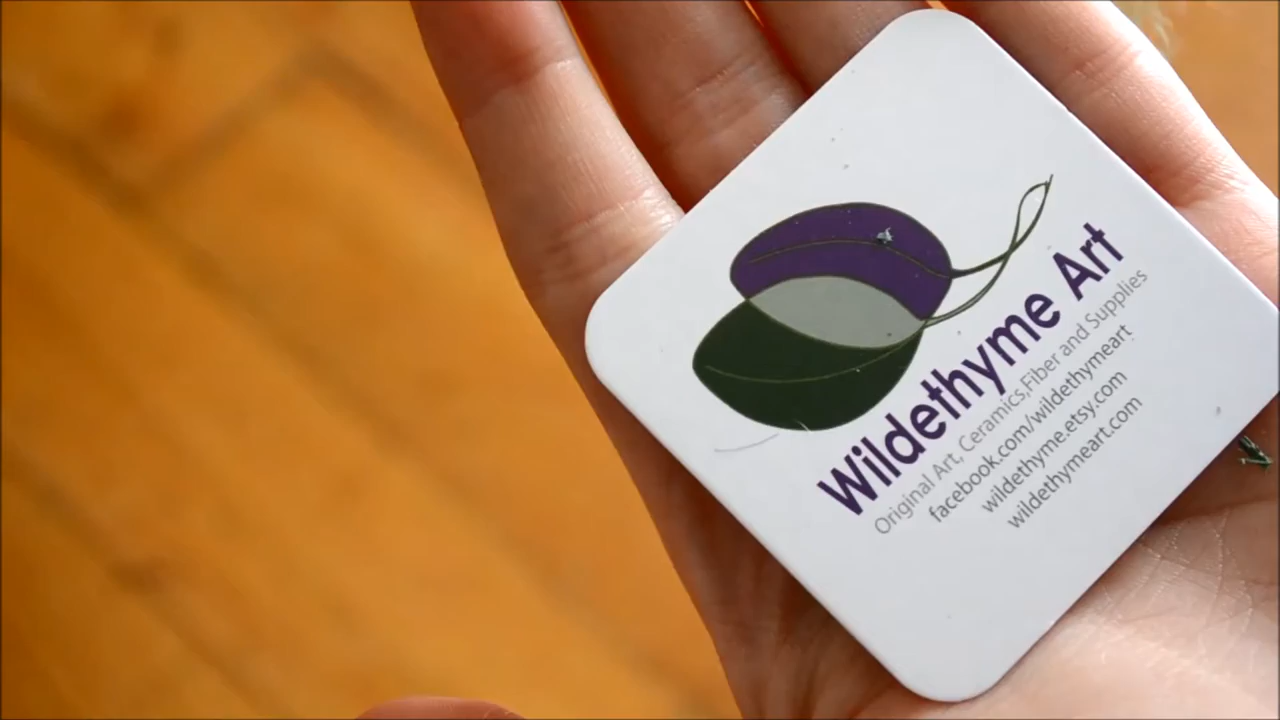 Wildethyme Art
Original Art, Ceramics,Fiber and Supplies
facebook.com/wildethymeart
wildethyme.etsy.com
wildethymeart.com